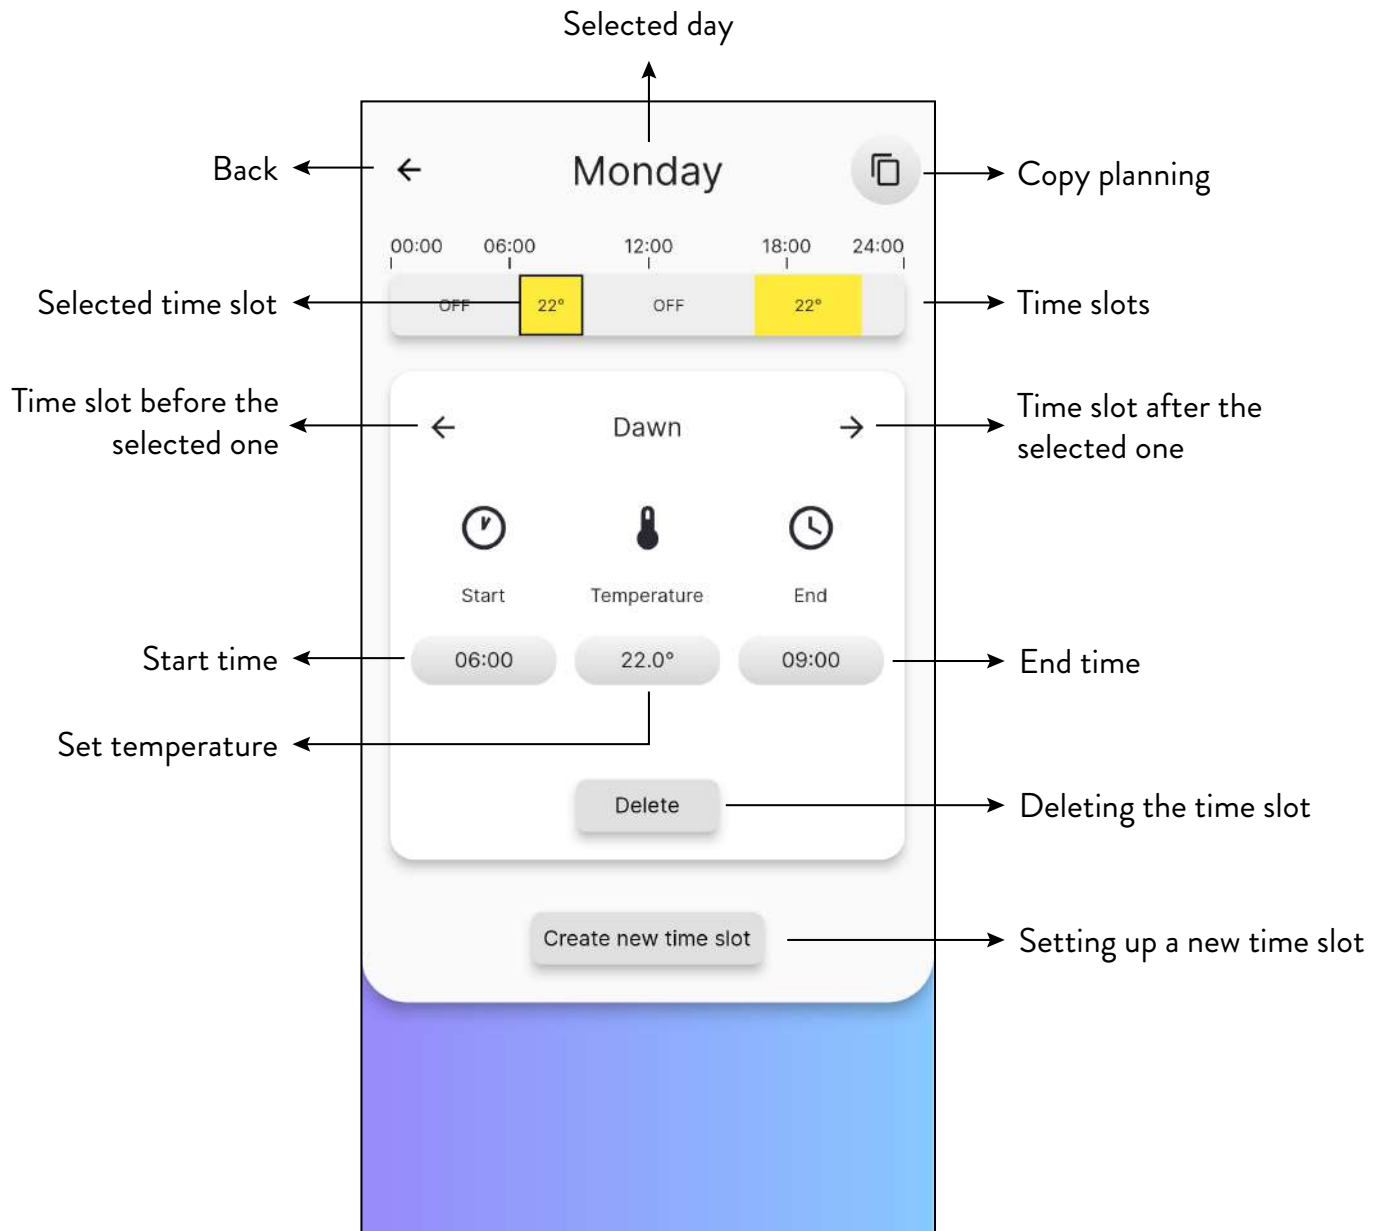 Selected day
Back
Monday
Copy planning
00:00 06:00 12:00 18:00 24:00
Selected time slot
OFF 22° OFF 22°
Time slots
Time slot before the
selected one
Dawn
Time slot after the
selected one
Start Temperature End
Start time
06:00 22.0° 09:00
End time
Set temperature
Delete
Deleting the time slot
Create new time slot
Setting up a new time slot